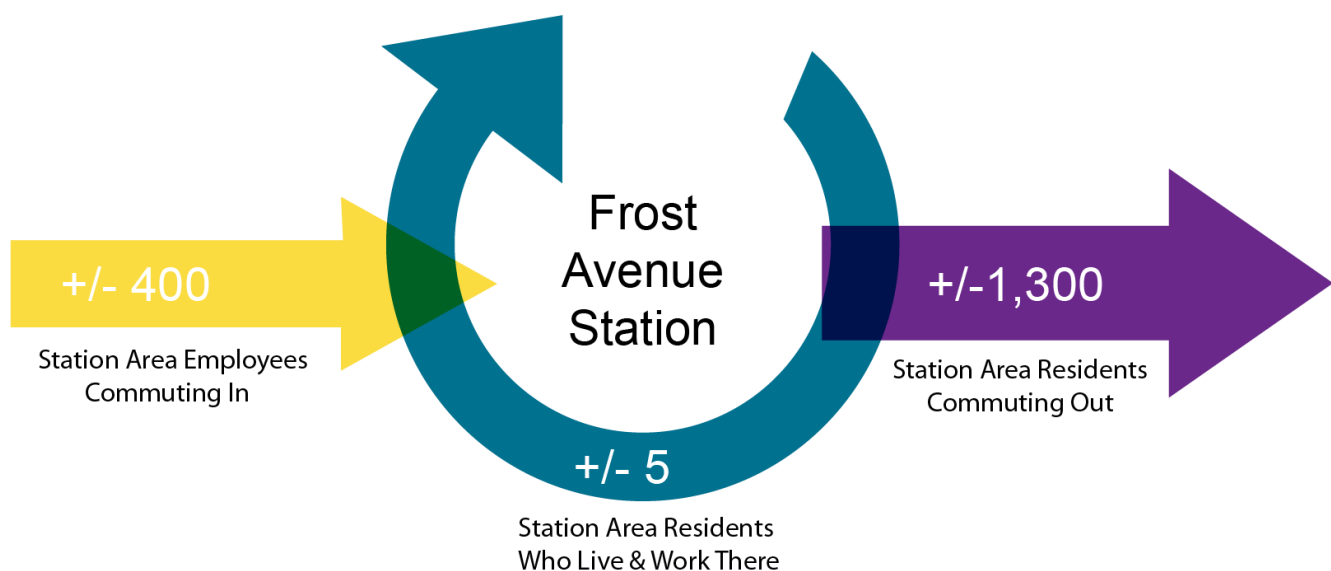 Frost
Avenue
Station
+/- 400
Station Area Employees
Commuting In
+/-1,300
Station Area Residents
Commuting Out
+/- 5
Station Area Residents
Who Live & Work There